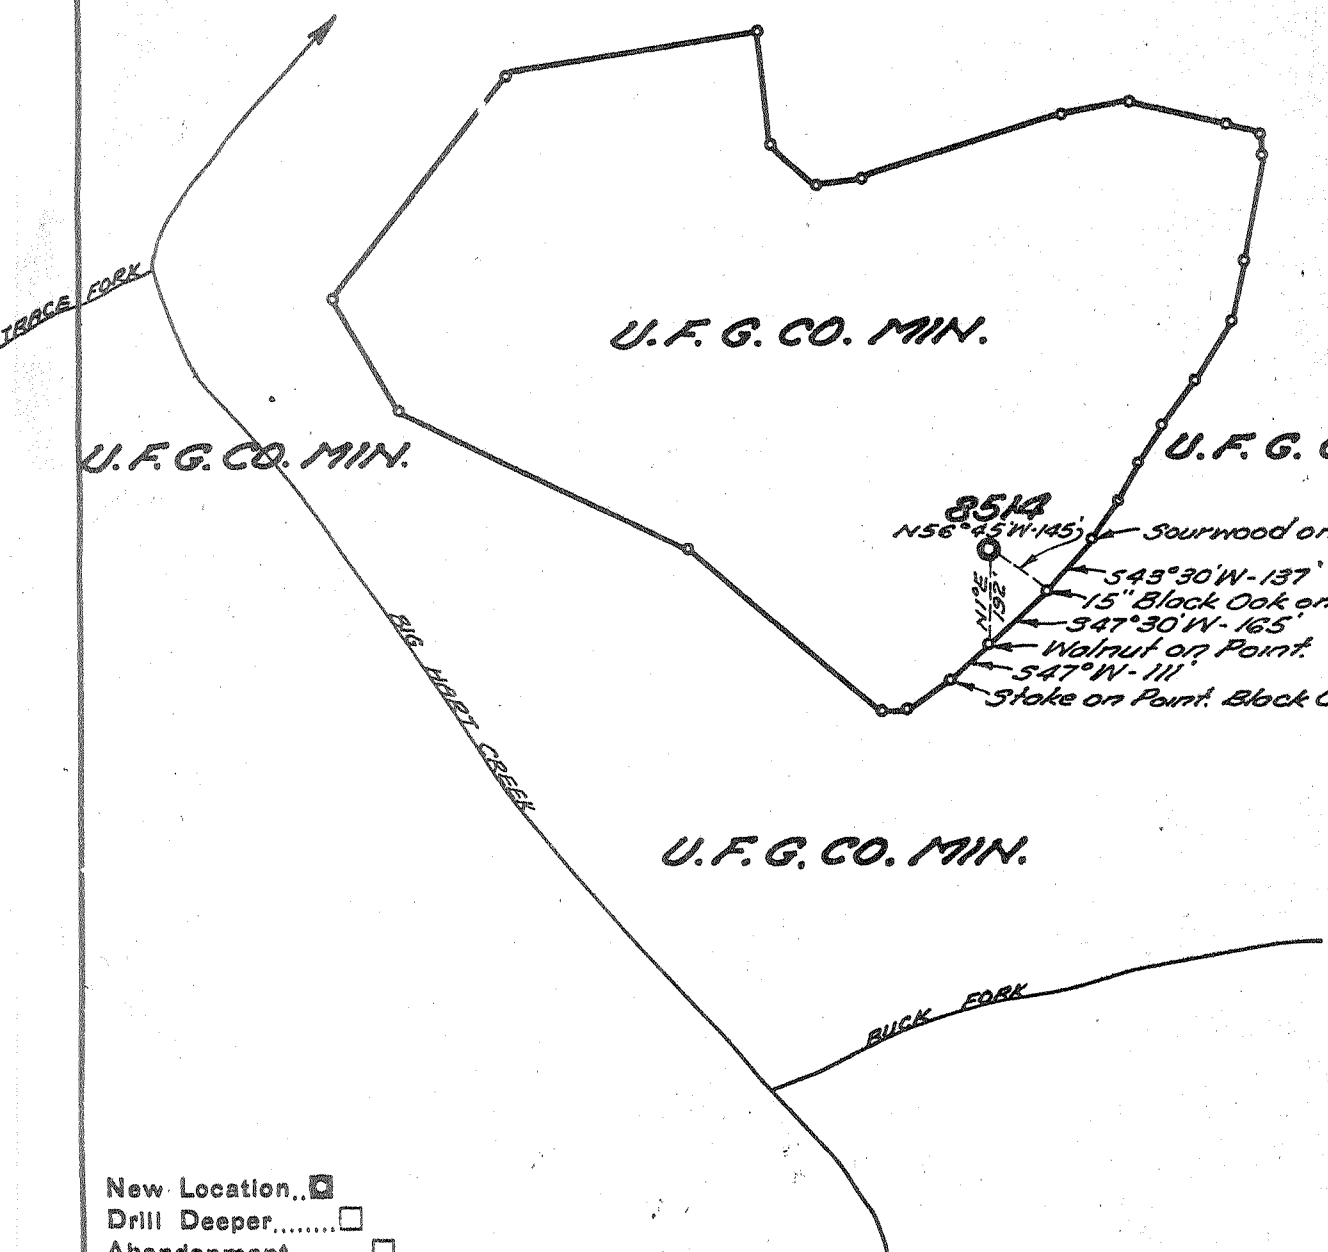 TRACE FORK
U.F.G. CO. MIN.
U.F.G. CO. MIN.
U.F.G.
8514
N56°45'W-145'
N1°E
192'
Sourwood on
S43°30'W-137'
15" Black Oak on
S47°30'W-165'
Walnut on Point.
S47°W-111'
Stake on Point. Black
BIG HART CREEK
U.F.G. CO. MIN.
BUCK FORK
New Location..
Drill Deeper........
Abandonment